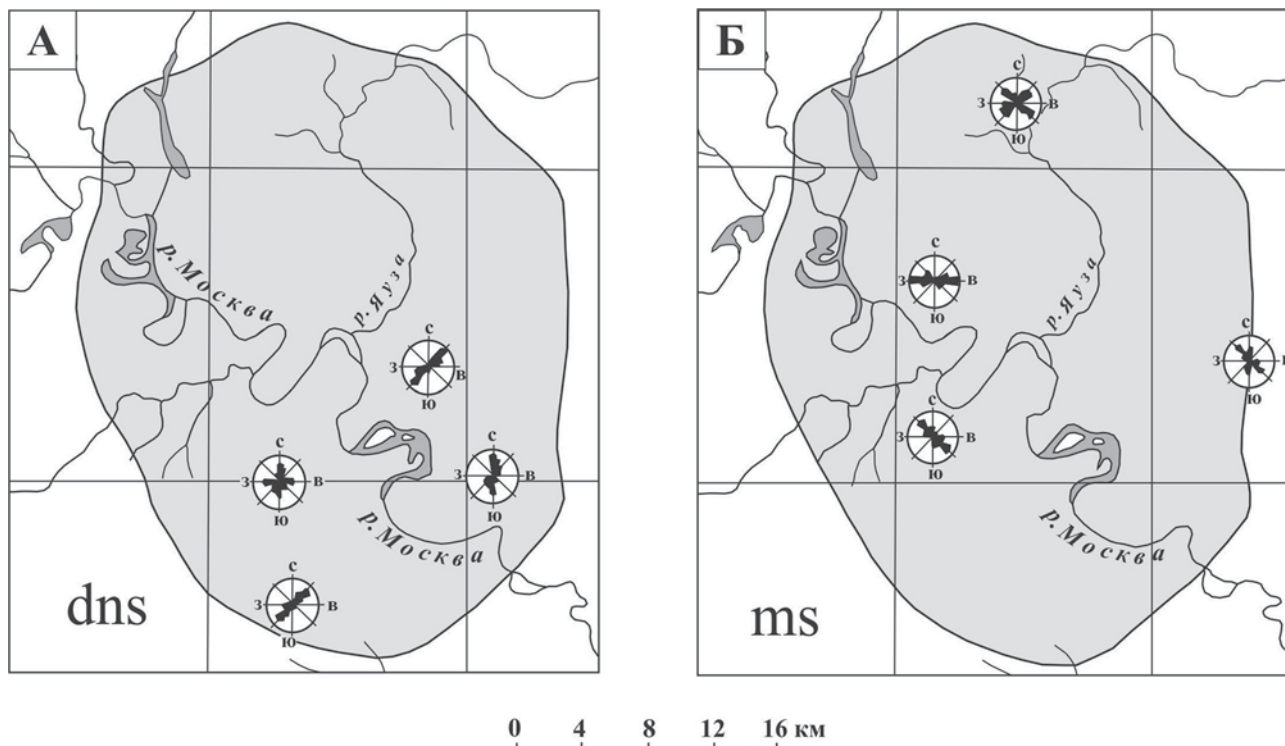 А
р. Москва
р. Яуза
С
З
В
Ю
С
З
В
Ю
С
З
В
Ю
р. Москва
С
З
В
Ю
dns
Б
С
З
В
Ю
С
З
В
Ю
р. Яуза
С
З
Ю
С
З
В
Ю
р. Москва
ms
0 4 8 12 16 км